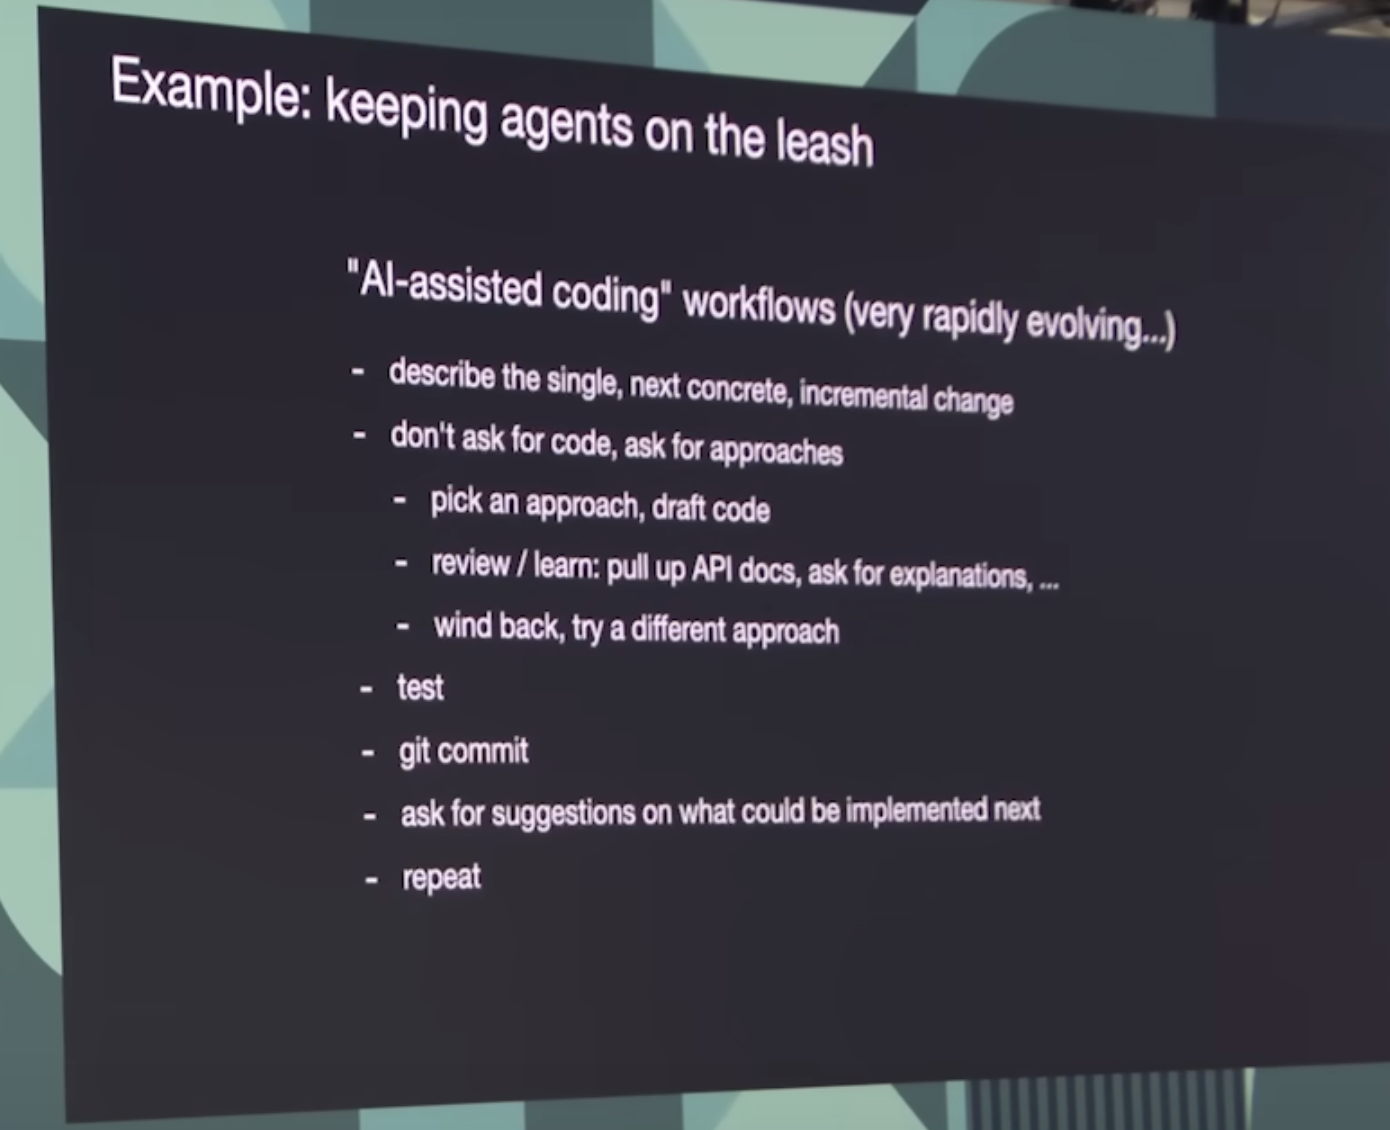 Example: keeping agents on the leash
"AI-assisted coding" workflows (very rapidly evolving...)
- describe the single, next concrete, incremental change
- don't ask for code, ask for approaches
- pick an approach, draft code
- review / learn: pull up API docs, ask for explanations, ...
- wind back, try a different approach
- test
- git commit
- ask for suggestions on what could be implemented next
- repeat